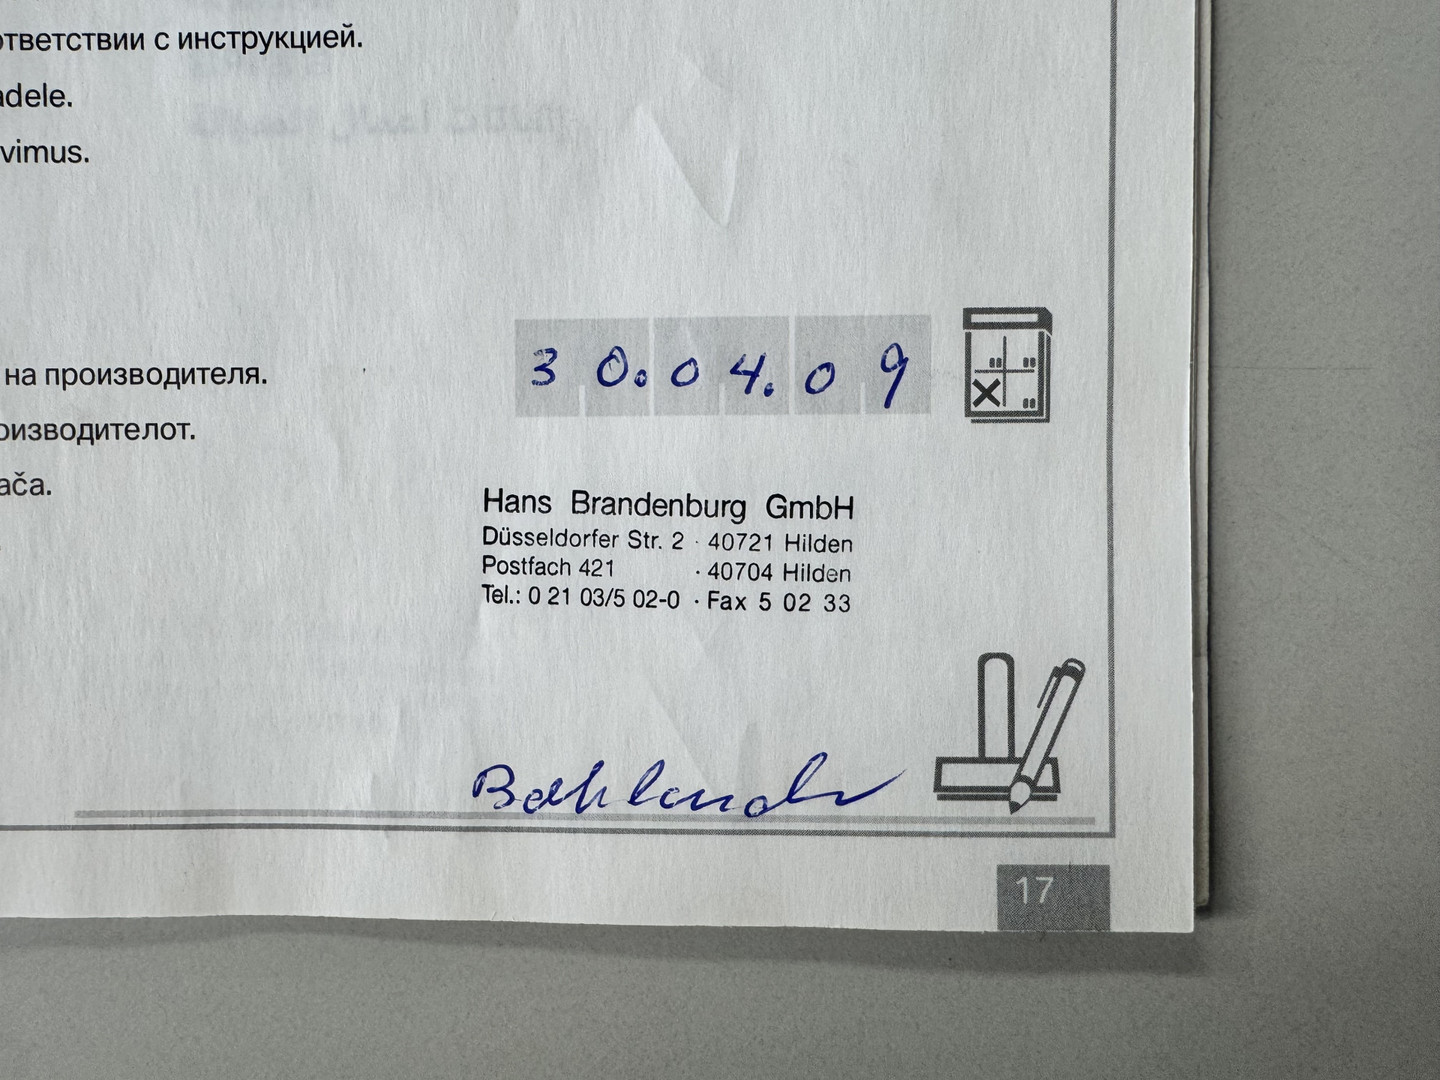 ответствии с инструкцией.
adele.
vimus.
30.04.09
на производителя.
оизводителот.
ača.
Hans Brandenburg GmbH
Düsseldorfer Str. 2 · 40721 Hilden
Postfach 421 · 40704 Hilden
Tel.: 0 21 03/5 02-0 · Fax 5 02 33
17